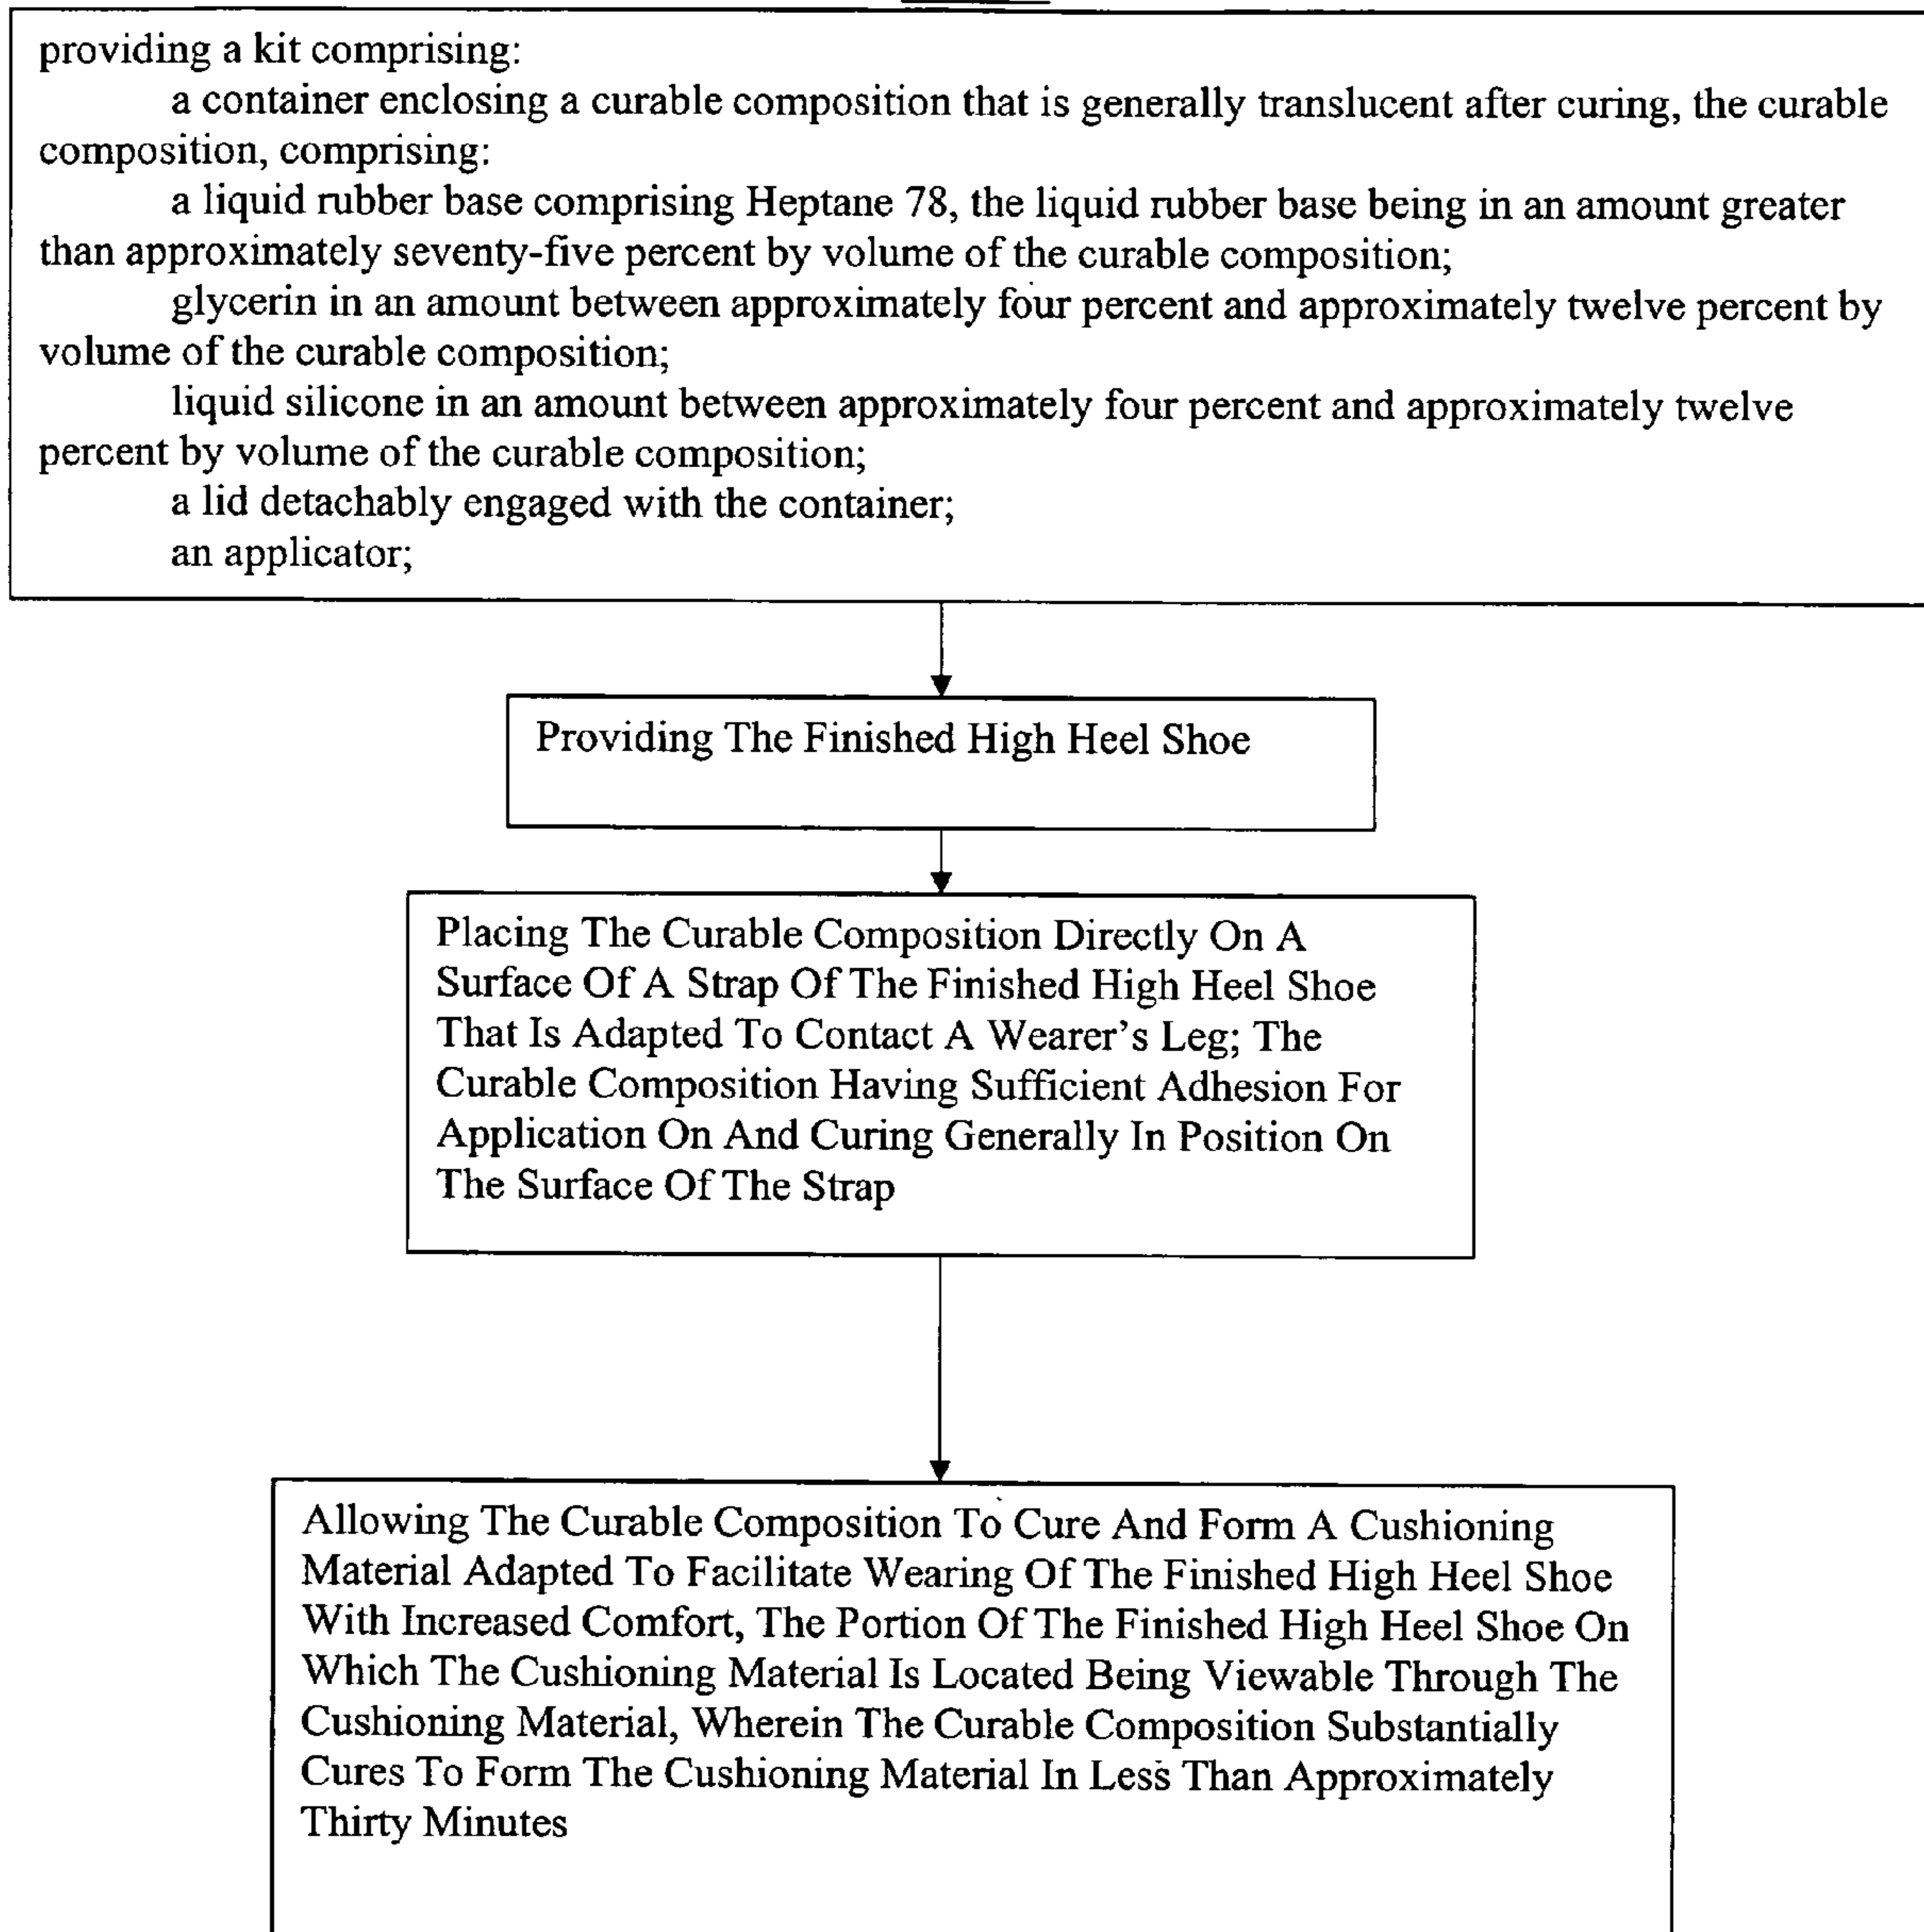 providing a kit comprising:
a container enclosing a curable composition that is generally translucent after curing, the curable
composition, comprising:
a liquid rubber base comprising Heptane 78, the liquid rubber base being in an amount greater
than approximately seventy-five percent by volume of the curable composition;
glycerin in an amount between approximately four percent and approximately twelve percent by
volume of the curable composition;
liquid silicone in an amount between approximately four percent and approximately twelve
percent by volume of the curable composition;
a lid detachably engaged with the container;
an applicator;
Providing The Finished High Heel Shoe
Placing The Curable Composition Directly On A
Surface Of A Strap Of The Finished High Heel Shoe
That Is Adapted To Contact A Wearer's Leg; The
Curable Composition Having Sufficient Adhesion For
Application On And Curing Generally In Position On
The Surface Of The Strap
Allowing The Curable Composition To Cure And Form A Cushioning
Material Adapted To Facilitate Wearing Of The Finished High Heel Shoe
With Increased Comfort, The Portion Of The Finished High Heel Shoe On
Which The Cushioning Material Is Located Being Viewable Through The
Cushioning Material, Wherein The Curable Composition Substantially
Cures To Form The Cushioning Material In Less Than Approximately
Thirty Minutes